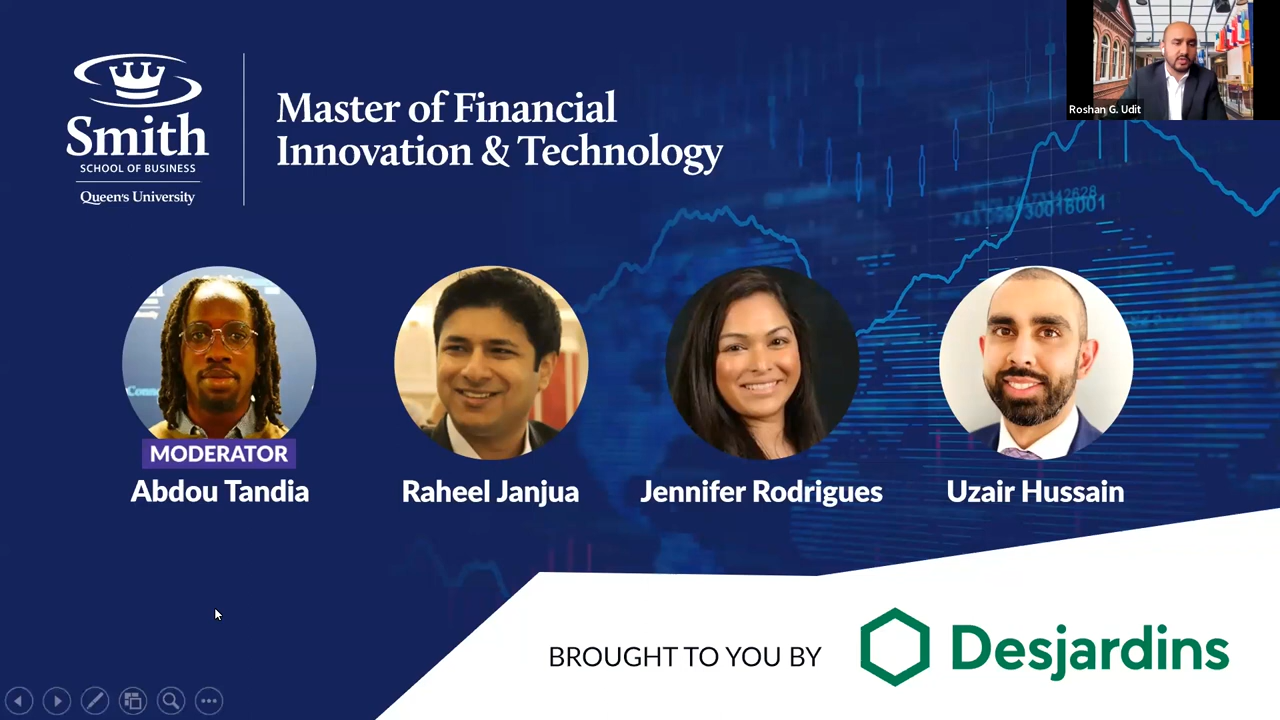 Smith
SCHOOL OF BUSINESS
Queen's University
Master of Financial
Innovation & Technology
Roshan G. Udit
MODERATOR
Abdou Tandia
Raheel Janjua
Jennifer Rodrigues
Uzair Hussain
BROUGHT TO YOU BY
Desjardins